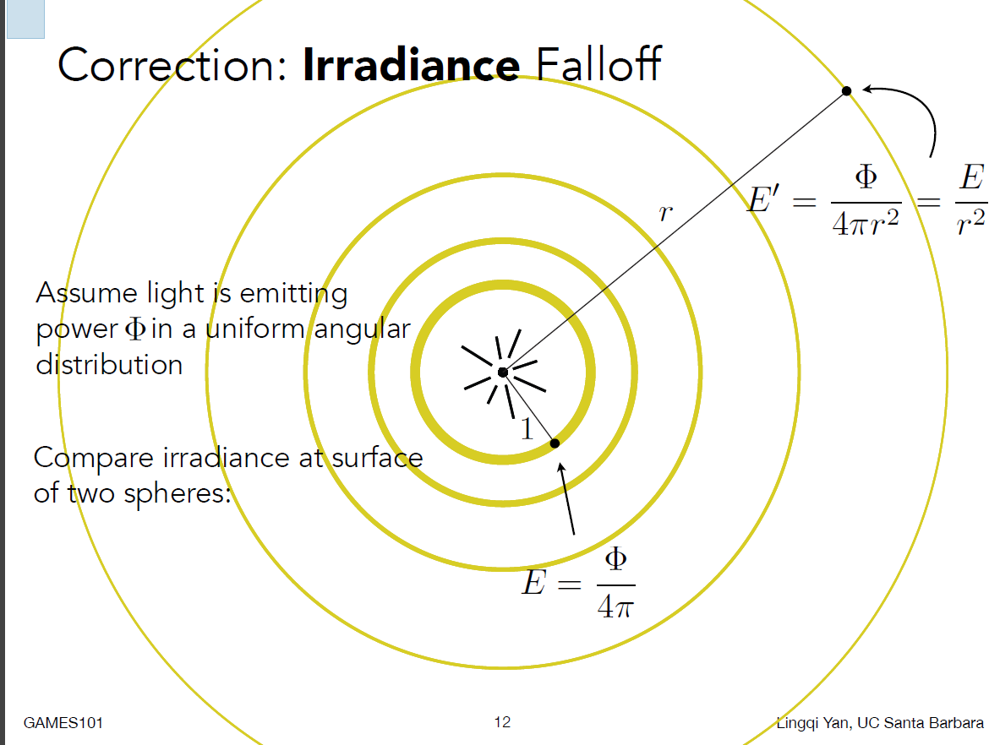 Correction: Irradiance Falloff
r
E′ = Φ / 4πr² = E / r²
Assume light is emitting
power Φ in a uniform angular
distribution
1
Compare irradiance at surface
of two spheres:
E = Φ / 4π
GAMES101
12
Lingqi Yan, UC Santa Barbara